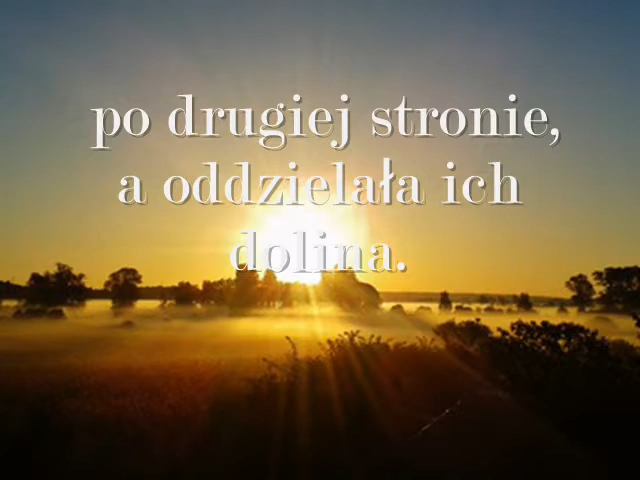 po drugiej stronie,
a oddzielała ich
dolina.